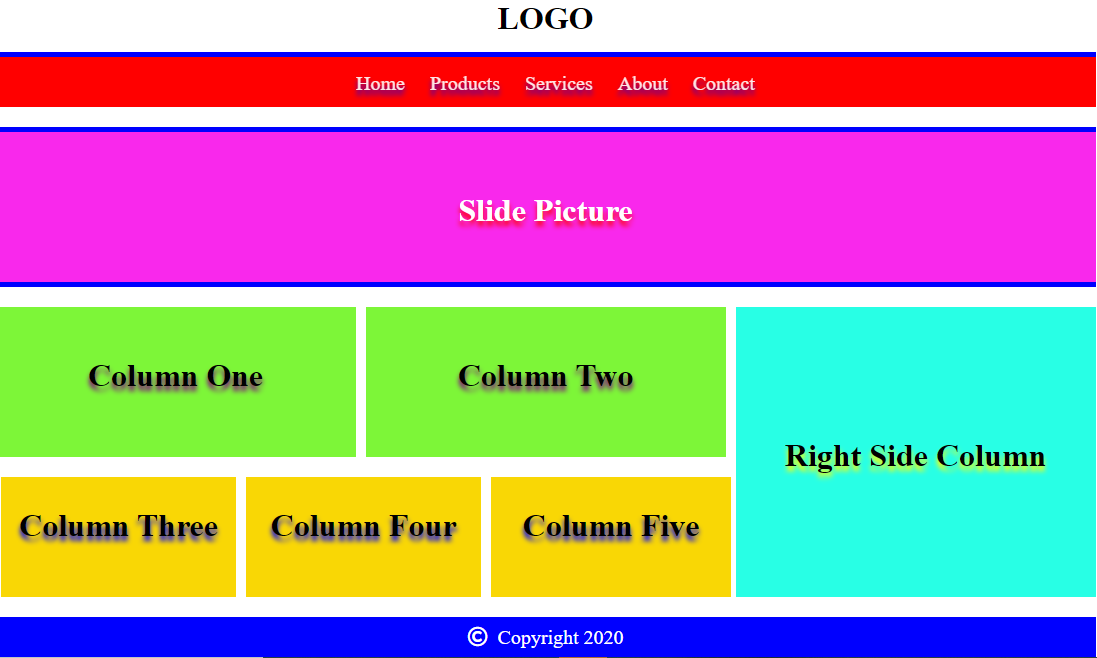 LOGO
Home Products Services About Contact
Slide Picture
Column One
Column Two
Right Side Column
Column Three
Column Four
Column Five
© Copyright 2020